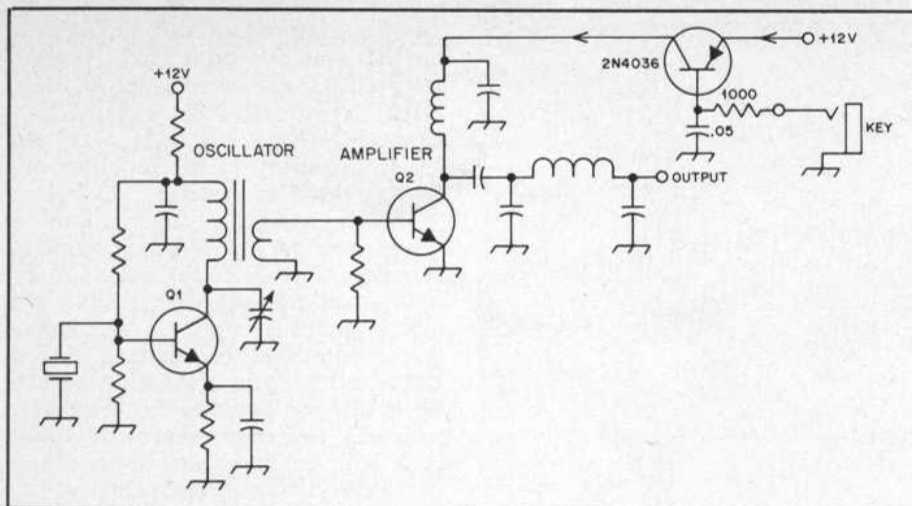 +12V
2N4036
+12V
1000
OSCILLATOR
AMPLIFIER
.05
KEY
Q2
OUTPUT
Q1